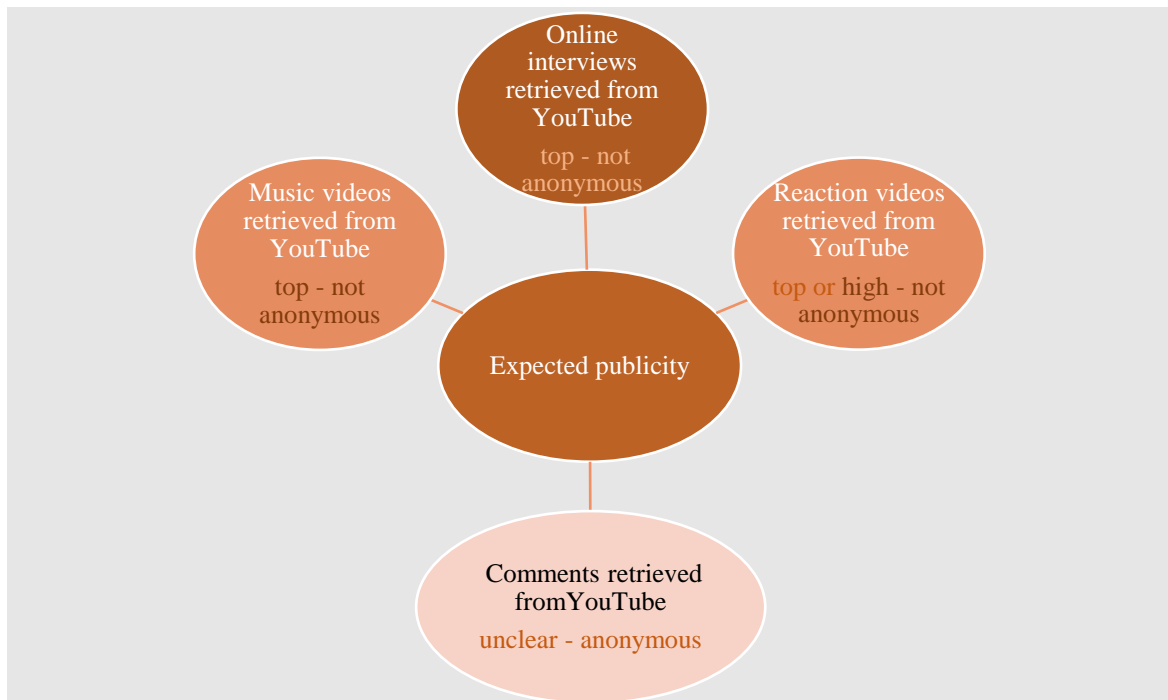 Online
interviews
retrieved from
YouTube
top - not
anonymous
Music videos
retrieved from
YouTube
top - not
anonymous
Reaction videos
retrieved from
YouTube
top or high - not
anonymous
Expected publicity
Comments retrieved
fromYouTube
unclear - anonymous